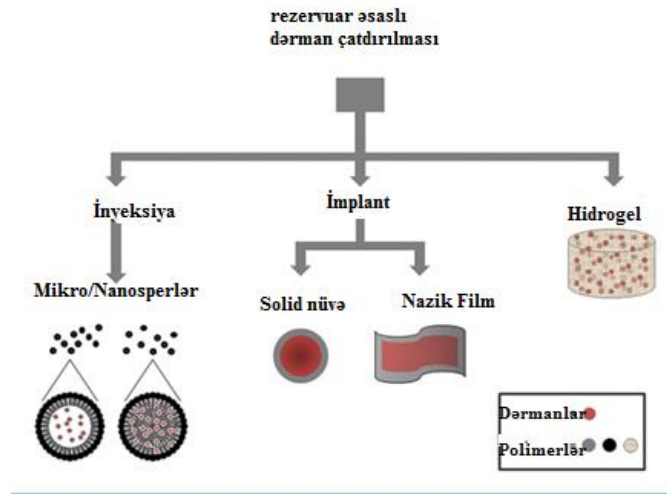 rezervuar əsaslı
dərman çatdırılması
İnyeksiya
İmplant
Hidrogel
Mikro/Nanosperlər
Solid nüvə
Nazik Film
Dərmanlar
Polimerlər